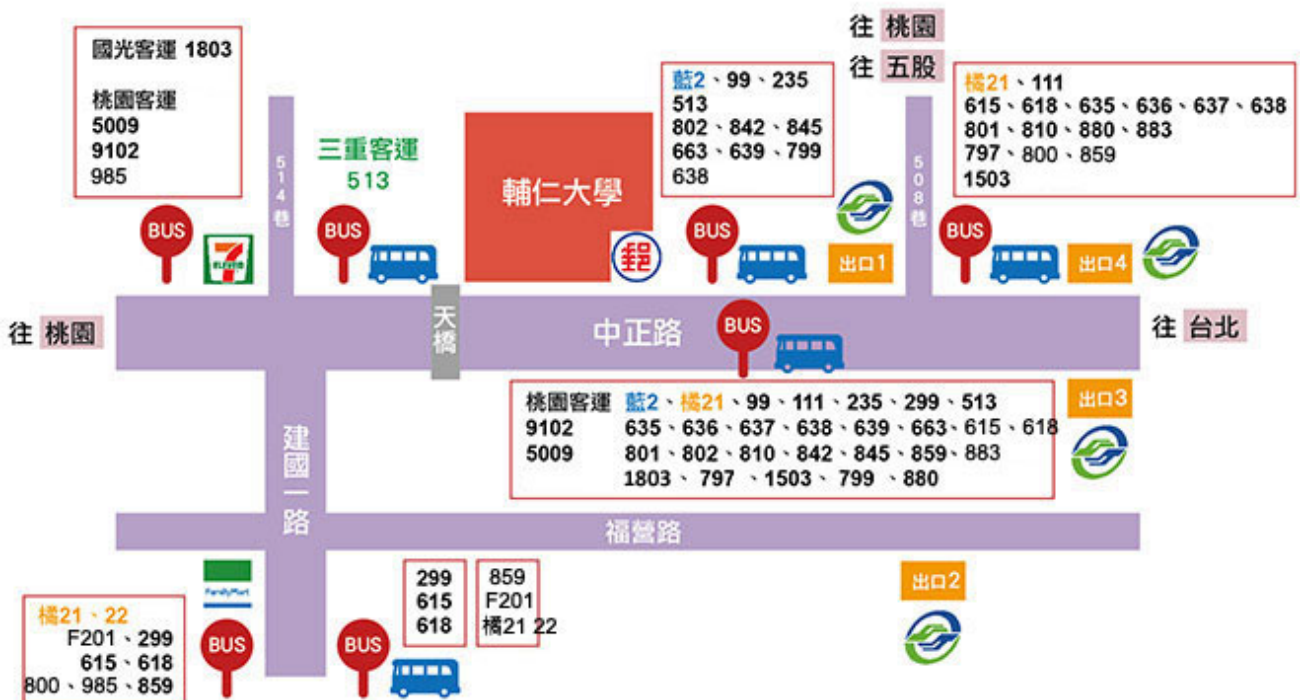 往 桃園
往 五股
國光客運 1803
桃園客運
5009
9102
985
BUS
7
ELEVEn
514巷
三重客運
513
BUS
輔仁大學
郵
藍2、99、235
513
802、842、845
663、639、799
638
BUS
出口1
508巷
橘21、111
615、618、635、636、637、638
801、810、880、883
797、800、859
1503
BUS
出口4
往 桃園
天橋
中正路
BUS
往 台北
桃園客運 藍2、橘21、99、111、235、299、513
9102 635、636、637、638、639、663、615、618
5009 801、802、810、842、845、859、883
1803、797、1503、799、880
出口3
建國一路
福營路
FamilyMart
橘21、22
F201、299
615、618
800、985、859
BUS
BUS
299
615
618
859
F201
橘21 22
出口2